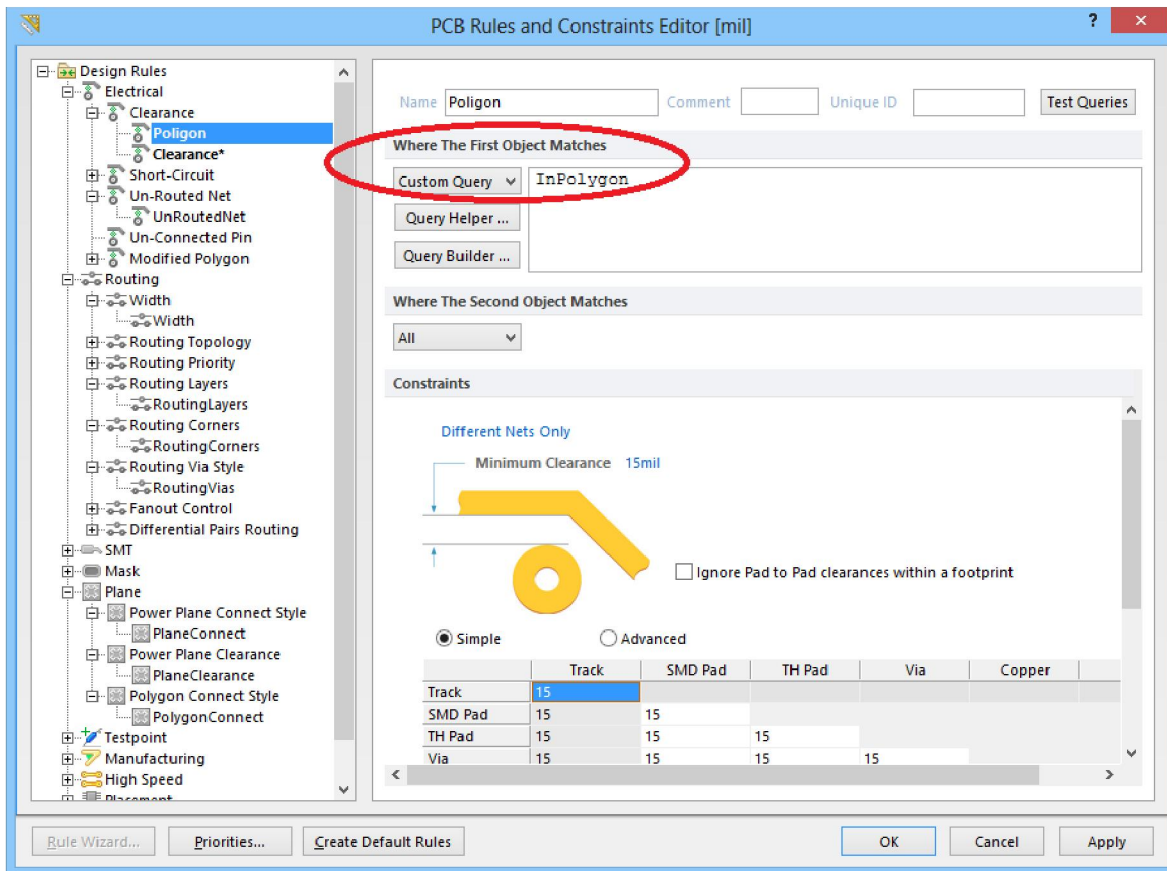 PCB Rules and Constraints Editor [mil] ? ×
Design Rules
Electrical
Clearance
Poligon
Clearance*
Short-Circuit
Un-Routed Net
UnRoutedNet
Un-Connected Pin
Modified Polygon
Routing
Width
Width
Routing Topology
Routing Priority
Routing Layers
RoutingLayers
Routing Corners
RoutingCorners
Routing Via Style
RoutingVias
Fanout Control
Differential Pairs Routing
SMT
Mask
Plane
Power Plane Connect Style
PlaneConnect
Power Plane Clearance
PlaneClearance
Polygon Connect Style
PolygonConnect
Testpoint
Manufacturing
High Speed
Placement
Name Poligon Comment Unique ID Test Queries
Where The First Object Matches
Custom Query InPolygon
Query Helper ...
Query Builder ...
Where The Second Object Matches
All
Constraints
Different Nets Only
Minimum Clearance 15mil
Ignore Pad to Pad clearances within a footprint
Simple Advanced
Track SMD Pad TH Pad Via Copper
Track 15
SMD Pad 15 15
TH Pad 15 15 15
Via 15 15 15 15
Rule Wizard... Priorities... Create Default Rules OK Cancel Apply